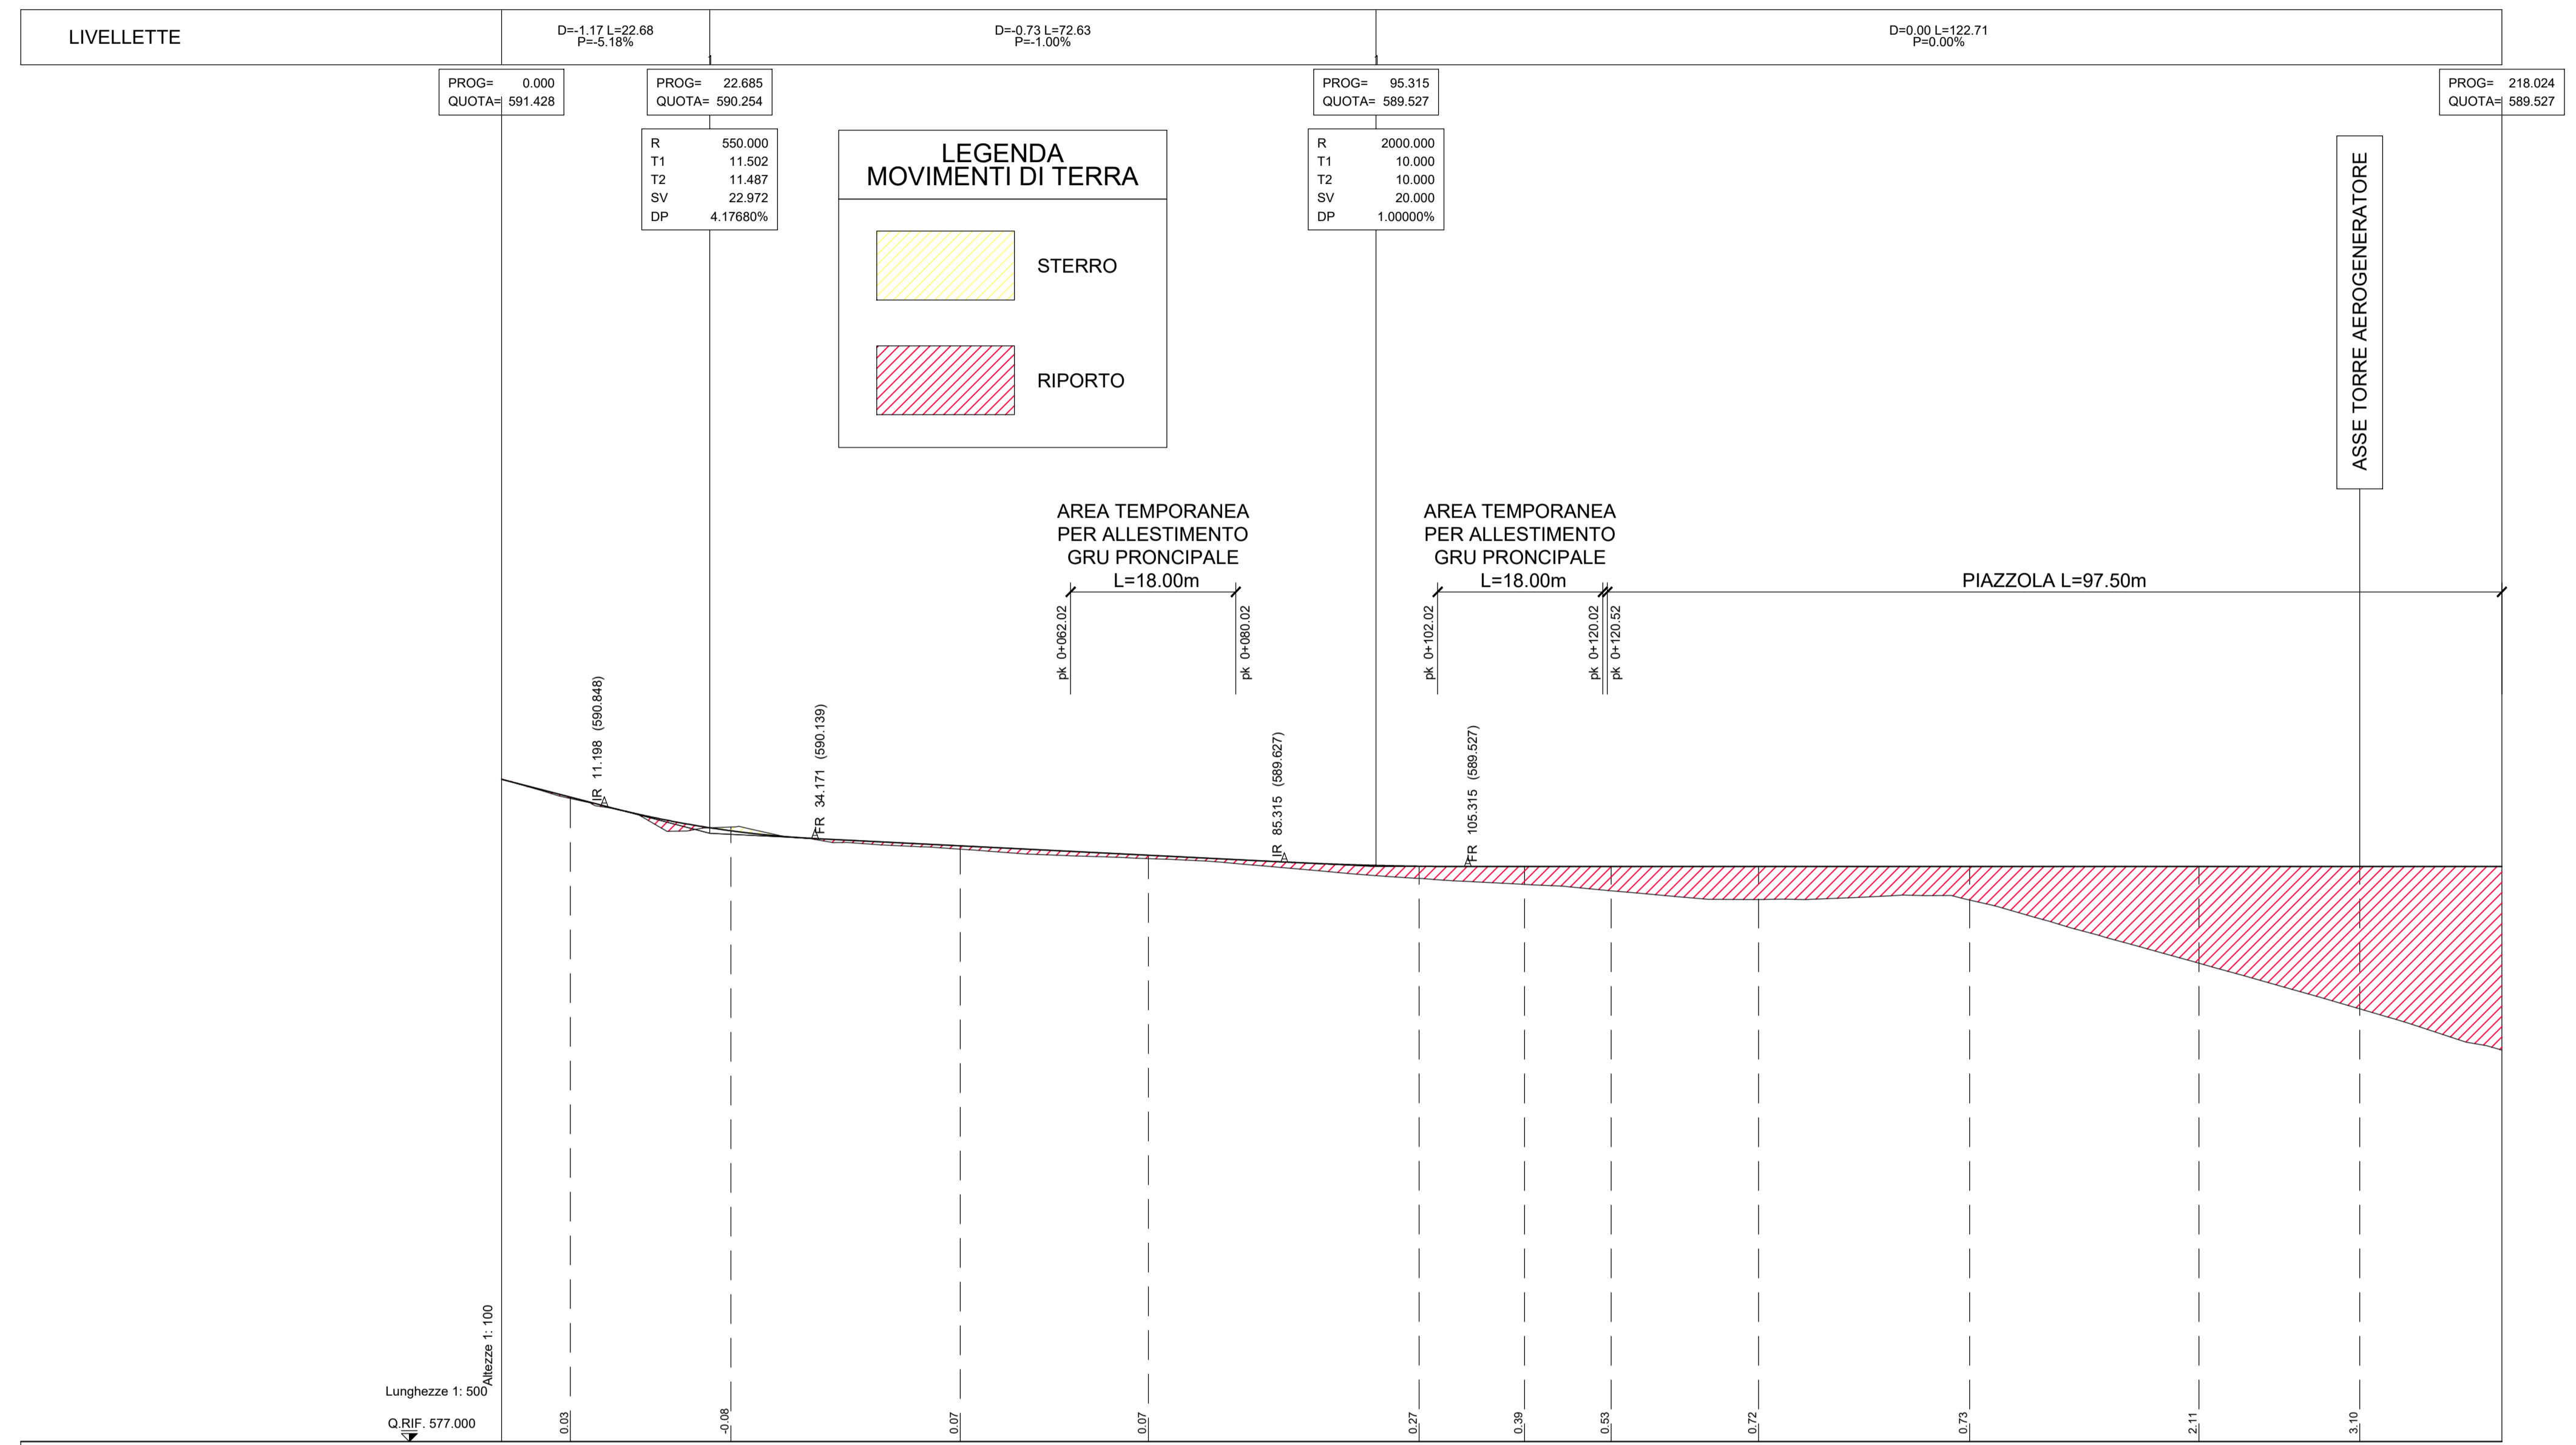 LIVELLETTE
D=-1.17 L=22.68
P=-5.18%
D=-0.73 L=72.63
P=-1.00%
D=0.00 L=122.71
P=0.00%
1
1
PROG= 0.000
QUOTA= 591.428
PROG= 22.685
QUOTA= 590.254
PROG= 95.315
QUOTA= 589.527
PROG= 218.024
QUOTA= 589.527
R 550.000
T1 11.502
T2 11.487
SV 22.972
DP 4.17680%
R 2000.000
T1 10.000
T2 10.000
SV 20.000
DP 1.00000%
LEGENDA
MOVIMENTI DI TERRA
STERRO
RIPORTO
ASSE TORRE AEROGENERATORE
AREA TEMPORANEA
PER ALLESTIMENTO
GRU PRONCIPALE
L=18.00m
AREA TEMPORANEA
PER ALLESTIMENTO
GRU PRONCIPALE
L=18.00m
PIAZZOLA L=97.50m
pk 0+062.02
pk 0+080.02
pk 0+102.02
pk 0+120.02
pk 0+120.52
IR 11.198 (590.848)
FR 34.171 (590.139)
IR 85.315 (589.627)
FR 105.315 (589.527)
Altezze 1: 100
Lunghezze 1: 500
Q.RIF. 577.000
0.03
-0.08
0.07
0.07
0.27
0.39
0.53
0.72
0.73
2.11
3.10